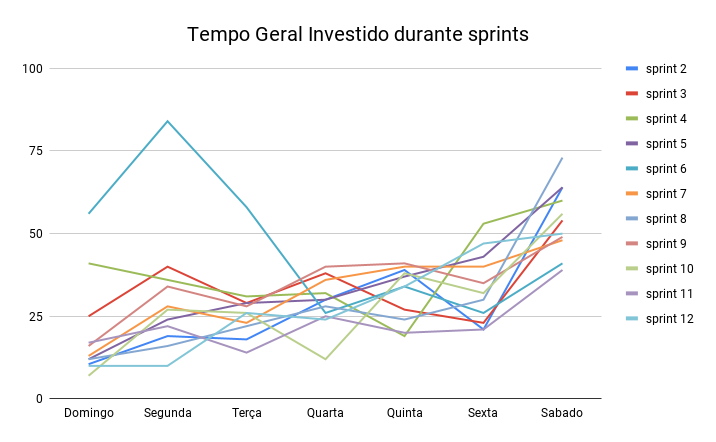 Tempo Geral Investido durante sprints
100
75
50
25
0
Domingo
Segunda
Terça
Quarta
Quinta
Sexta
Sabado
sprint 2
sprint 3
sprint 4
sprint 5
sprint 6
sprint 7
sprint 8
sprint 9
sprint 10
sprint 11
sprint 12